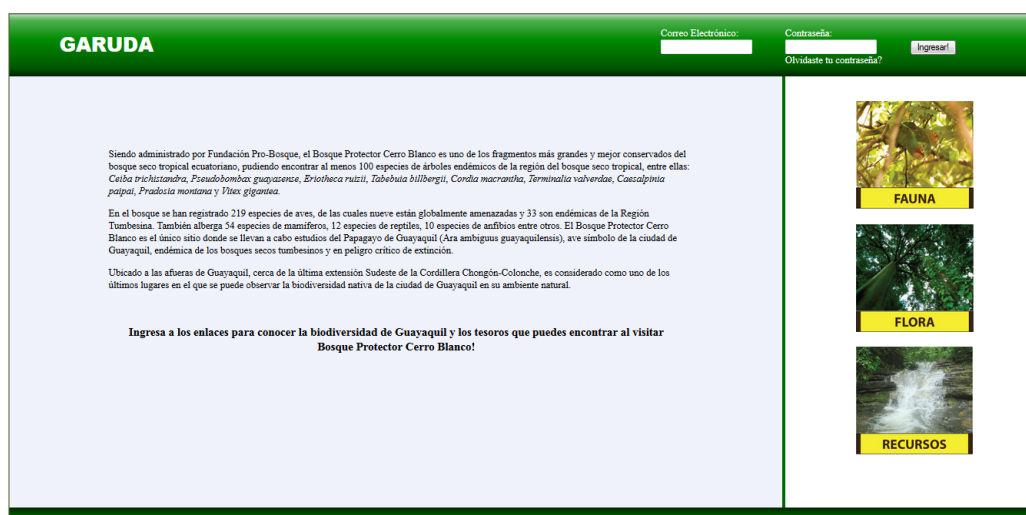 GARUDA
Correo Electrónico:
Contraseña:
Ingresar!
Olvidaste tu contraseña?
Siendo administrado por Fundación Pro-Bosque, el Bosque Protector Cerro Blanco es uno de los fragmentos más grandes y mejor conservados del
bosque seco tropical ecuatoriano, pudiendo encontrar al menos 100 especies de árboles endémicos de la región del bosque seco tropical, entre ellas:
Ceiba trichistandra, Pseudobombax guayasense, Eriotheca ruizii, Tabebuia billbergii, Cordia macrantha, Terminalia valverdae, Caesalpinia
paipai, Pradosia montana y Vitex gigantea.
En el bosque se han registrado 219 especies de aves, de las cuales nueve están globalmente amenazadas y 33 son endémicas de la Región
Tumbesina. También alberga 54 especies de mamíferos, 12 especies de reptiles, 10 especies de anfibios entre otros. El Bosque Protector Cerro
Blanco es el único sitio donde se llevan a cabo estudios del Papagayo de Guayaquil (Ara ambiguus guayaquilensis), ave símbolo de la ciudad de
Guayaquil, endémica de los bosques secos tumbesinos y en peligro crítico de extinción.
Ubicado a las afueras de Guayaquil, cerca de la última extensión Sudeste de la Cordillera Chongón-Colonche, es considerado como uno de los
últimos lugares en el que se puede observar la biodiversidad nativa de la ciudad de Guayaquil en su ambiente natural.
Ingresa a los enlaces para conocer la biodiversidad de Guayaquil y los tesoros que puedes encontrar al visitar
Bosque Protector Cerro Blanco!
FAUNA
FLORA
RECURSOS